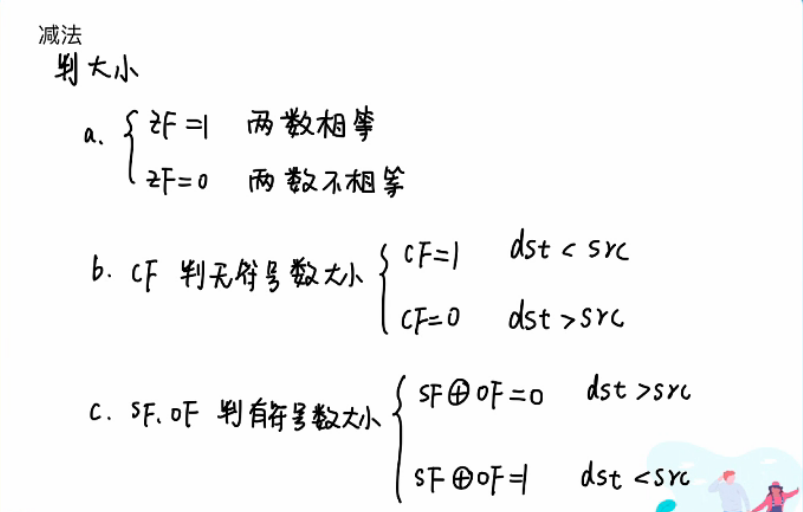 减法
判大小
a. { ZF=1 两数相等
ZF=0 两数不相等
b. CF 判无符号数大小 { CF=1 dst < src
CF=0 dst > src
c. SF、OF 判有符号数大小 { SF⊕OF=0 dst > src
SF⊕OF=1 dst < src